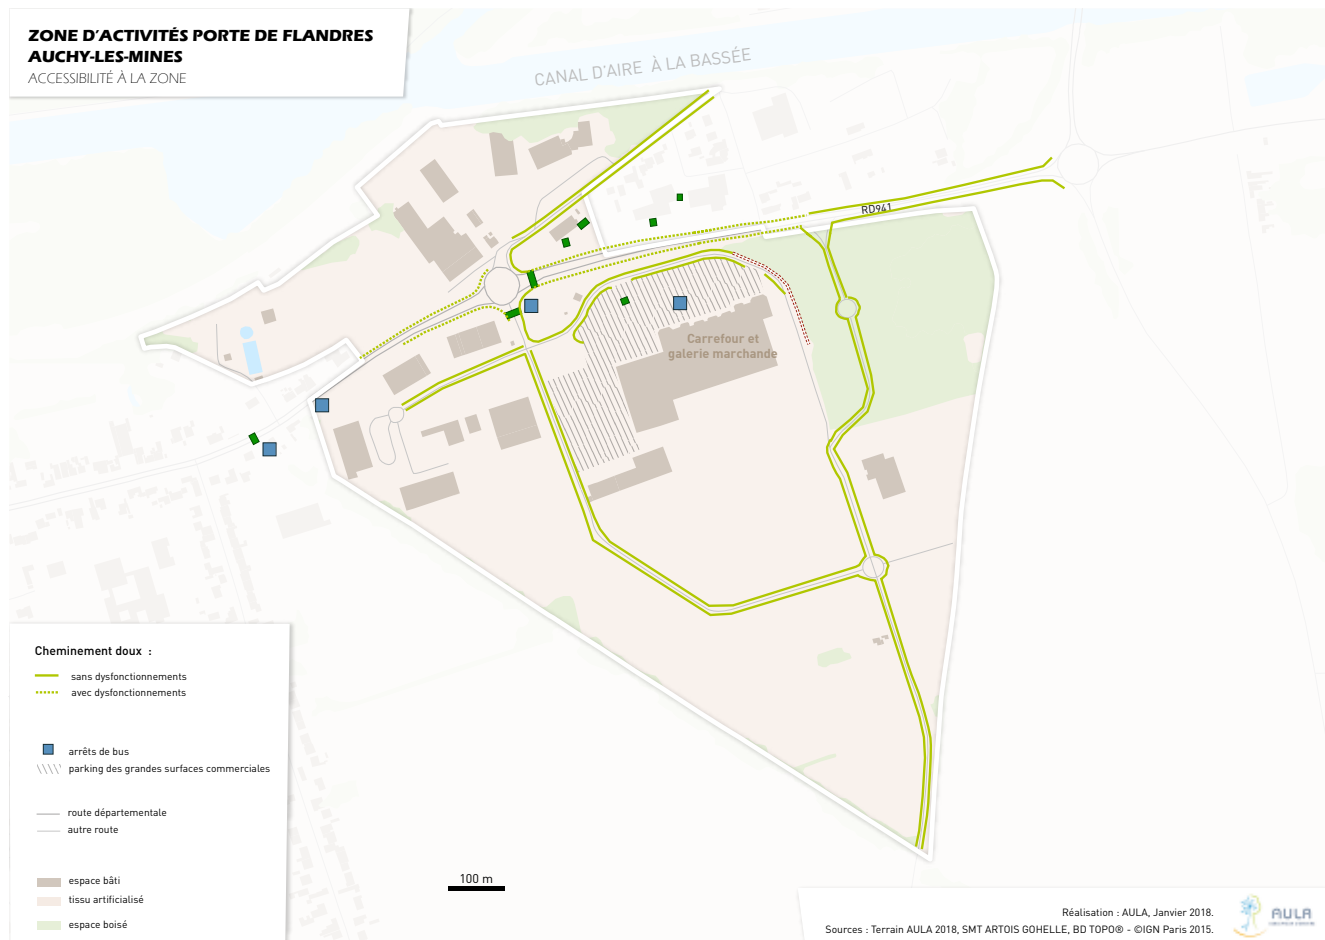 ZONE D'ACTIVITÉS PORTE DE FLANDRES
AUCHY-LES-MINES
ACCESSIBILITÉ À LA ZONE
CANAL D'AIRE À LA BASSÉE
RD941
Carrefour et
galerie marchande
Cheminement doux :
sans dysfonctionnements
avec dysfonctionnements
arrêts de bus
parking des grandes surfaces commerciales
route départementale
autre route
espace bâti
tissu artificialisé
espace boisé
100 m
Réalisation : AULA, Janvier 2018.
Sources : Terrain AULA 2018, SMT ARTOIS GOHELLE, BD TOPO® - ©IGN Paris 2015.
AULA